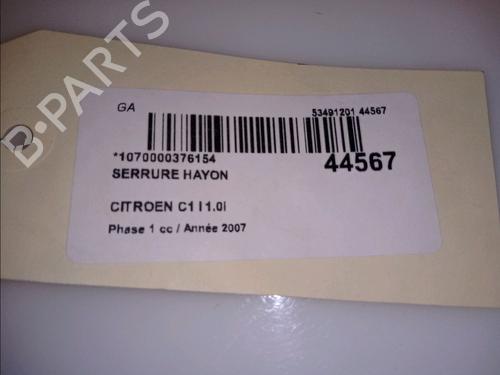 GA
53491201 44567
*1070000376154
44567
SERRURE HAYON
CITROEN C1 I 1.0i
Phase 1 cc / Année 2007
B-PARTS